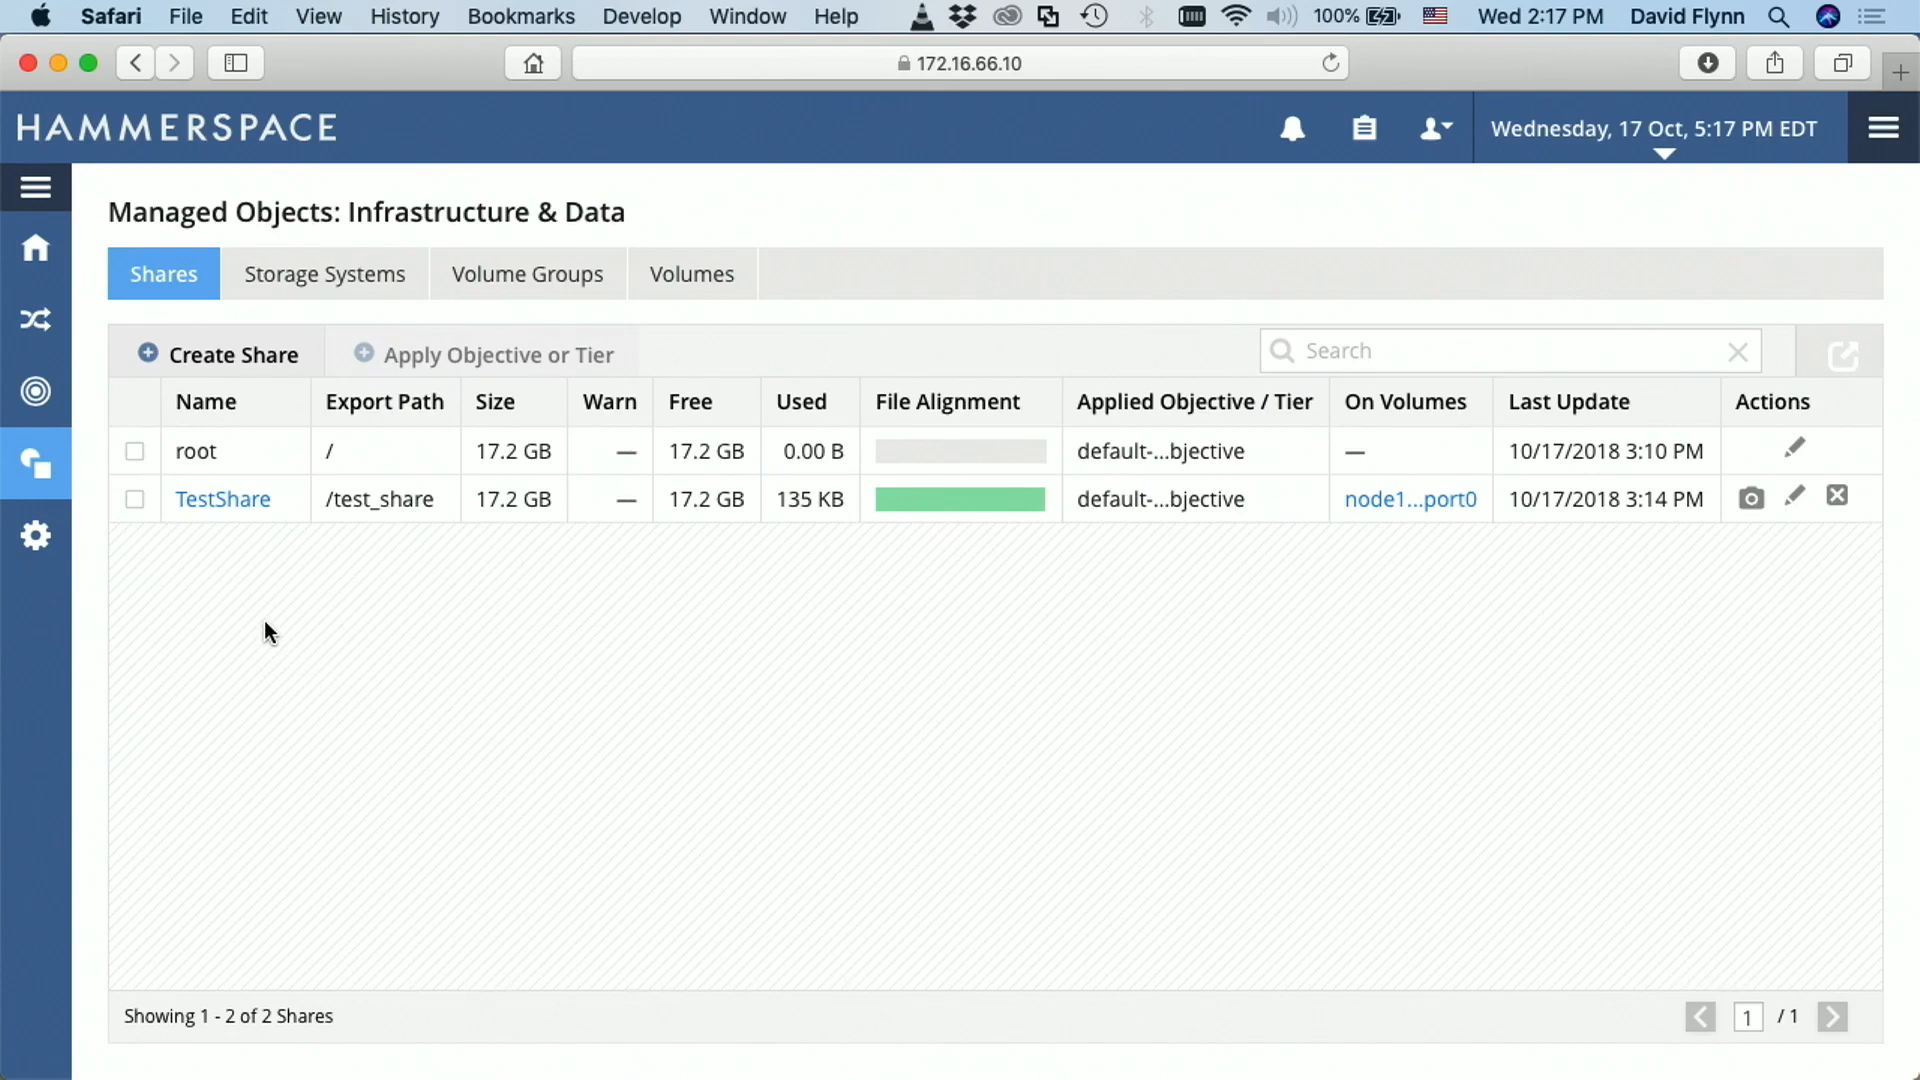 Safari File Edit View History Bookmarks Develop Window Help 100% Wed 2:17 PM David Flynn
172.16.66.10
HAMMERSPACE
Wednesday, 17 Oct, 5:17 PM EDT
Managed Objects: Infrastructure & Data
Shares Storage Systems Volume Groups Volumes
Create Share Apply Objective or Tier Search
Name Export Path Size Warn Free Used File Alignment Applied Objective / Tier On Volumes Last Update Actions
root / 17.2 GB — 17.2 GB 0.00 B default-...bjective — 10/17/2018 3:10 PM
TestShare /test_share 17.2 GB — 17.2 GB 135 KB default-...bjective node1...port0 10/17/2018 3:14 PM
Showing 1 - 2 of 2 Shares 1 / 1